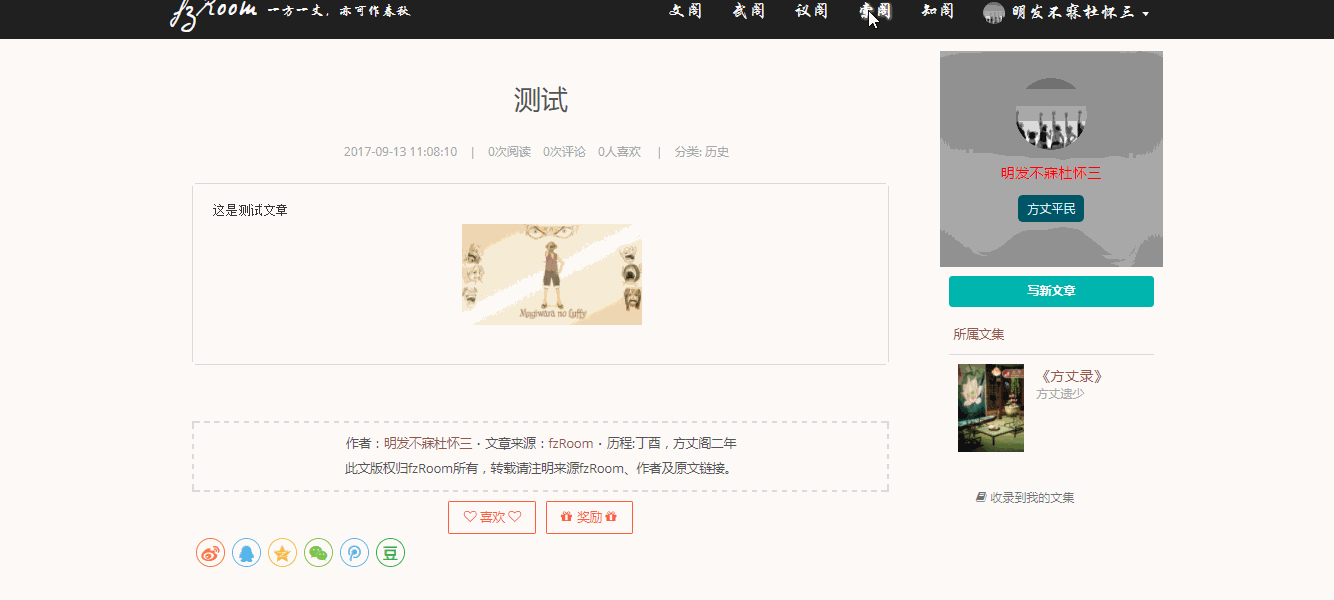 fzRoom 一方一丈，亦可作春秋
文阁 武阁 议阁 常阁 知阁 明发不寐杜怀三
测试
2017-09-13 11:08:10 | 0次阅读 0次评论 0人喜欢 | 分类: 历史
这是测试文章
Mugiwara no Luffy
作者：明发不寐杜怀三・文章来源：fzRoom・历程:丁酉，方丈阁二年
此文版权归fzRoom所有，转载请注明来源fzRoom、作者及原文链接。
♡ 喜欢 ♡ 奖励
豆
明发不寐杜怀三
方丈平民
写新文章
所属文集
《方丈录》
方丈遗少
收录到我的文集